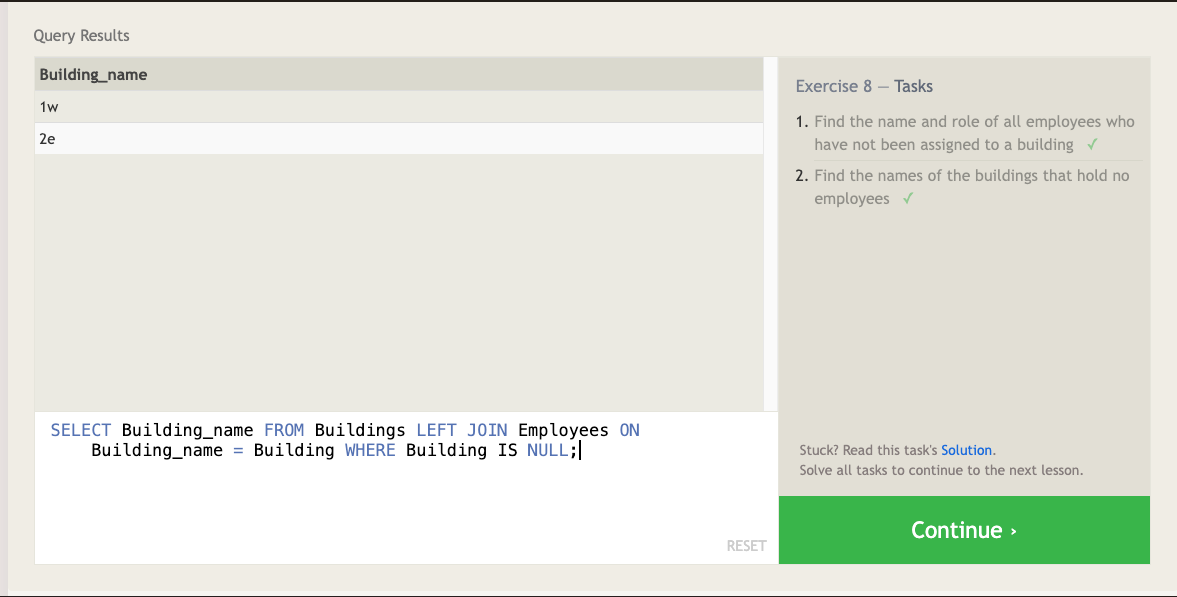 Query Results
Building_name
1w
2e
Exercise 8 — Tasks
1. Find the name and role of all employees who
have not been assigned to a building ✓
2. Find the names of the buildings that hold no
employees ✓
SELECT Building_name FROM Buildings LEFT JOIN Employees ON
Building_name = Building WHERE Building IS NULL;
RESET
Stuck? Read this task's Solution.
Solve all tasks to continue to the next lesson.
Continue ›